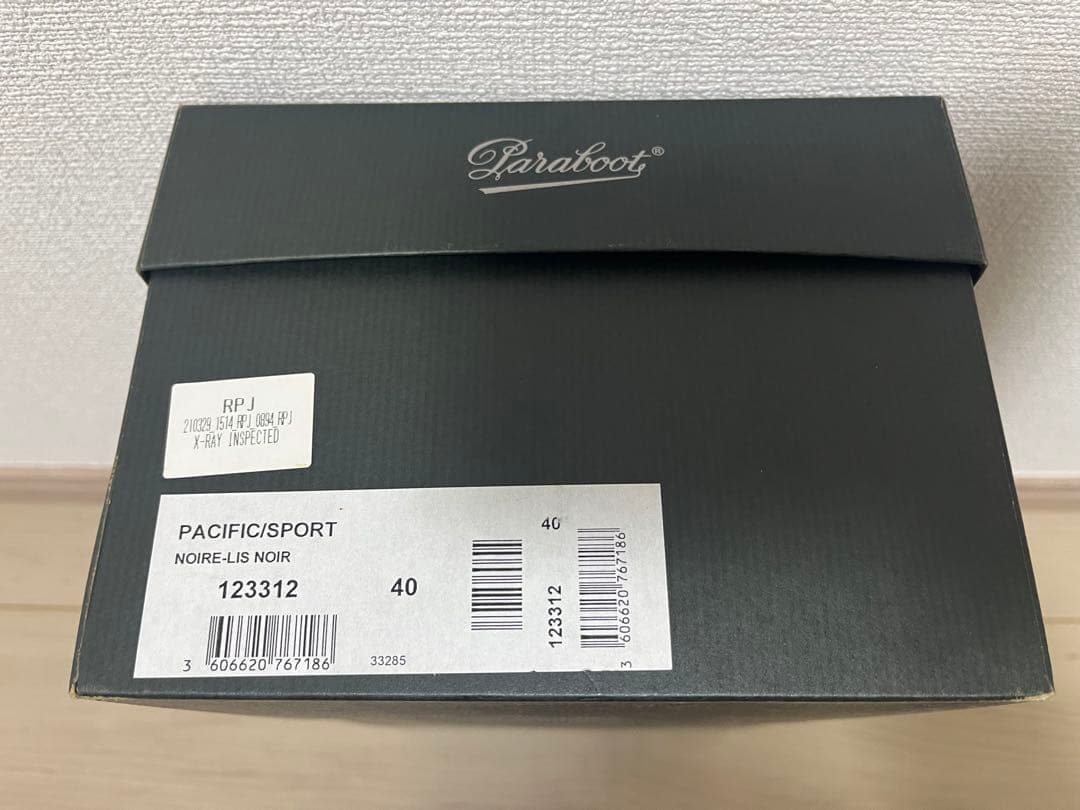 Paraboot®
RPJ
210329_1514_RPJ_0894_RPJ
X-RAY INSPECTED
PACIFIC/SPORT
NOIRE-LIS NOIR
123312 40
3 606620 767186
33285
40
123312
3 606620 767186